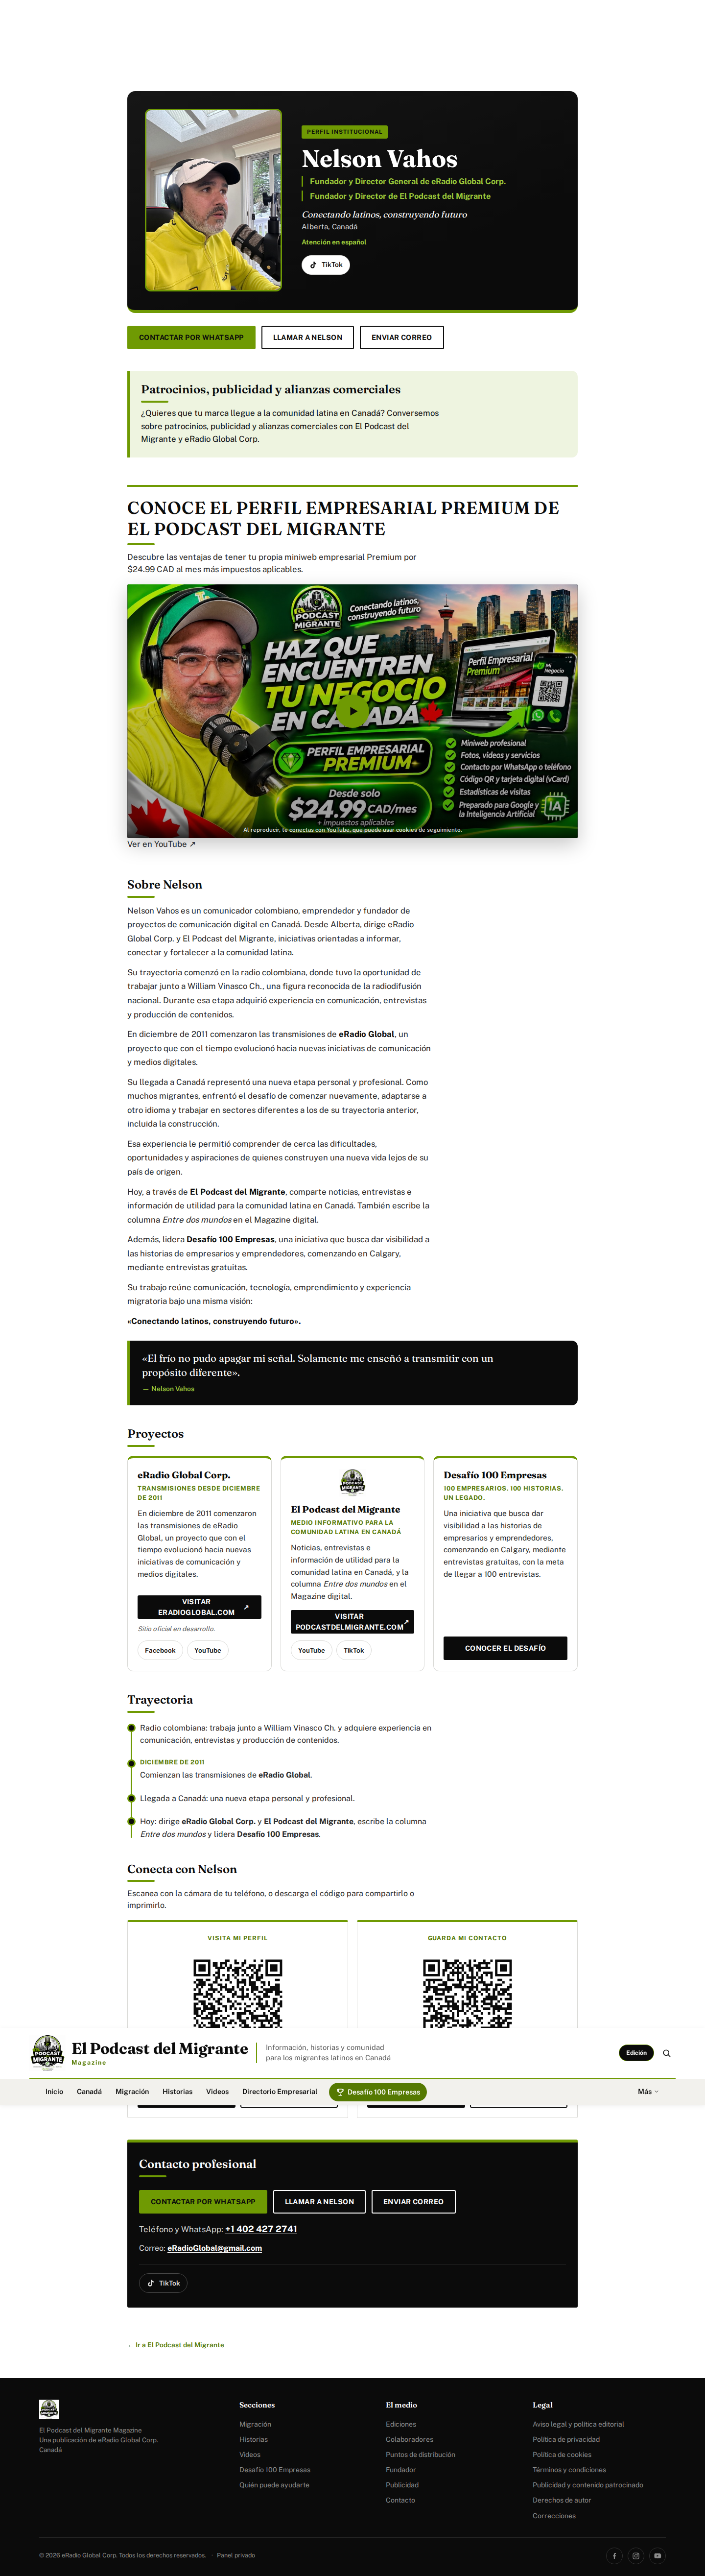 PERFIL INSTITUCIONAL
Nelson Vahos
Fundador y Director General de eRadio Global Corp.
Fundador y Director de El Podcast del Migrante
Conectando latinos, construyendo futuro
Alberta, Canadá
Atención en español
TikTok
CONTACTAR POR WHATSAPP
LLAMAR A NELSON
ENVIAR CORREO
Patrocinios, publicidad y alianzas comerciales
¿Quieres que tu marca llegue a la comunidad latina en Canadá? Conversemos
sobre patrocinios, publicidad y alianzas comerciales con El Podcast del
Migrante y eRadio Global Corp.
CONOCE EL PERFIL EMPRESARIAL PREMIUM DE
EL PODCAST DEL MIGRANTE
Descubre las ventajas de tener tu propia miniweb empresarial Premium por
$24.99 CAD al mes más impuestos aplicables.
EL PODCAST DEL MIGRANTE
Conectando latinos,
construyendo futuro
HAZ QUE
ENCUENTREN
TU NEGOCIO
EN CANADÁ
PERFIL EMPRESARIAL
PREMIUM
Desde solo
$24.99 CAD/mes
+ impuestos aplicables
Perfil Empresarial
Premium
Mi Negocio
Miniweb profesional
Fotos, videos y servicios
Contacto por WhatsApp o teléfono
Código QR y tarjeta digital (vCard)
Estadísticas de visitas
Preparado para Google y
la Inteligencia Artificial
IA
Al reproducir, te conectas con YouTube, que puede usar cookies de seguimiento.
Ver en YouTube ↗
Sobre Nelson
Nelson Vahos es un comunicador colombiano, emprendedor y fundador de
proyectos de comunicación digital en Canadá. Desde Alberta, dirige eRadio
Global Corp. y El Podcast del Migrante, iniciativas orientadas a informar,
conectar y fortalecer a la comunidad latina.
Su trayectoria comenzó en la radio colombiana, donde tuvo la oportunidad de
trabajar junto a William Vinasco Ch., una figura reconocida de la radiodifusión
nacional. Durante esa etapa adquirió experiencia en comunicación, entrevistas
y producción de contenidos.
En diciembre de 2011 comenzaron las transmisiones de eRadio Global, un
proyecto que con el tiempo evolucionó hacia nuevas iniciativas de comunicación
y medios digitales.
Su llegada a Canadá representó una nueva etapa personal y profesional. Como
muchos migrantes, enfrentó el desafío de comenzar nuevamente, adaptarse a
otro idioma y trabajar en sectores diferentes a los de su trayectoria anterior,
incluida la construcción.
Esa experiencia le permitió comprender de cerca las dificultades,
oportunidades y aspiraciones de quienes construyen una nueva vida lejos de su
país de origen.
Hoy, a través de El Podcast del Migrante, comparte noticias, entrevistas e
información de utilidad para la comunidad latina en Canadá. También escribe la
columna Entre dos mundos en el Magazine digital.
Además, lidera Desafío 100 Empresas, una iniciativa que busca dar visibilidad a
las historias de empresarios y emprendedores, comenzando en Calgary,
mediante entrevistas gratuitas.
Su trabajo reúne comunicación, tecnología, emprendimiento y experiencia
migratoria bajo una misma visión:
«Conectando latinos, construyendo futuro».
«El frío no pudo apagar mi señal. Solamente me enseñó a transmitir con un
propósito diferente».
— Nelson Vahos
Proyectos
eRadio Global Corp.
TRANSMISIONES DESDE DICIEMBRE
DE 2011
En diciembre de 2011 comenzaron
las transmisiones de eRadio
Global, un proyecto que con el
tiempo evolucionó hacia nuevas
iniciativas de comunicación y
medios digitales.
VISITAR
ERADIOGLOBAL.COM ↗
Sitio oficial en desarrollo.
Facebook
YouTube
PODCAST
MIGRANTE
El Podcast del Migrante
MEDIO INFORMATIVO PARA LA
COMUNIDAD LATINA EN CANADÁ
Noticias, entrevistas e
información de utilidad para la
comunidad latina en Canadá, y la
columna Entre dos mundos en el
Magazine digital.
VISITAR
PODCASTDELMIGRANTE.COM ↗
YouTube
TikTok
Desafío 100 Empresas
100 EMPRESARIOS. 100 HISTORIAS.
UN LEGADO.
Una iniciativa que busca dar
visibilidad a las historias de
empresarios y emprendedores,
comenzando en Calgary, mediante
entrevistas gratuitas, con la meta
de llegar a 100 entrevistas.
CONOCER EL DESAFÍO
Trayectoria
Radio colombiana: trabaja junto a William Vinasco Ch. y adquiere experiencia en
comunicación, entrevistas y producción de contenidos.
DICIEMBRE DE 2011
Comienzan las transmisiones de eRadio Global.
Llegada a Canadá: una nueva etapa personal y profesional.
Hoy: dirige eRadio Global Corp. y El Podcast del Migrante, escribe la columna
Entre dos mundos y lidera Desafío 100 Empresas.
Conecta con Nelson
Escanea con la cámara de tu teléfono, o descarga el código para compartirlo o
imprimirlo.
VISITA MI PERFIL
GUARDA MI CONTACTO
PODCAST
MIGRANTE
El Podcast del Migrante
Magazine
Información, historias y comunidad
para los migrantes latinos en Canadá
Edición
Inicio
Canadá
Migración
Historias
Videos
Directorio Empresarial
Desafío 100 Empresas
Más
Contacto profesional
CONTACTAR POR WHATSAPP
LLAMAR A NELSON
ENVIAR CORREO
Teléfono y WhatsApp: +1 402 427 2741
Correo: eRadioGlobal@gmail.com
TikTok
← Ir a El Podcast del Migrante
El Podcast del Migrante Magazine
Una publicación de eRadio Global Corp.
Canadá
Secciones
Migración
Historias
Videos
Desafío 100 Empresas
Quién puede ayudarte
El medio
Ediciones
Colaboradores
Puntos de distribución
Fundador
Publicidad
Contacto
Legal
Aviso legal y política editorial
Política de privacidad
Política de cookies
Términos y condiciones
Publicidad y contenido patrocinado
Derechos de autor
Correcciones
© 2026 eRadio Global Corp. Todos los derechos reservados. · Panel privado